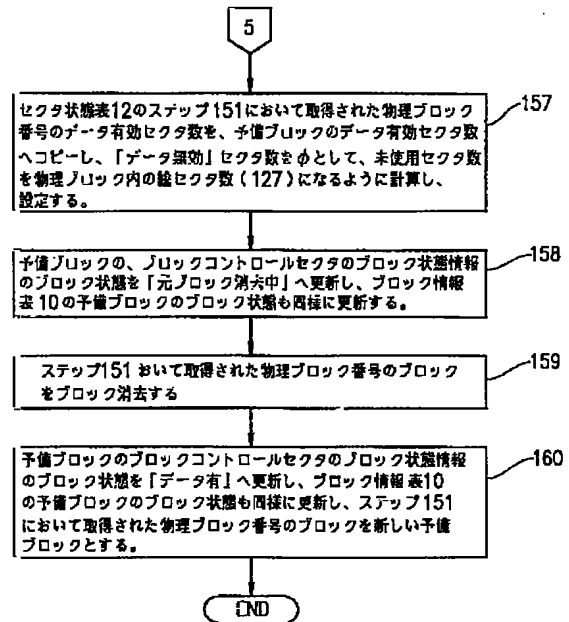 5
セクタ状態表12のステップ151において取得された物理ブロック
番号のデータ有効セクタ数を、予備ブロックのデータ有効セクタ数
へコピーし、「データ無効」セクタ数をφとして、未使用セクタ数
を物理ブロック内の総セクタ数(127)になるように計算し、
設定する。
157
予備ブロックの、ブロックコントロールセクタのブロック状態情報
のブロック状態を「元ブロック消去中」へ更新し、ブロック情報
表10の予備ブロックのブロック状態も同様に更新する。
158
ステップ151おいて取得された物理ブロック番号のブロック
をブロック消去する
159
予備ブロックのブロックコントロールセクタのブロック状態情報
のブロック状態を「データ有」へ更新し、ブロック情報表10
の予備ブロックのブロック状態も同様に更新し、ステップ151
において取得された物理ブロック番号のブロックを新しい予備
ブロックとする。
160
END